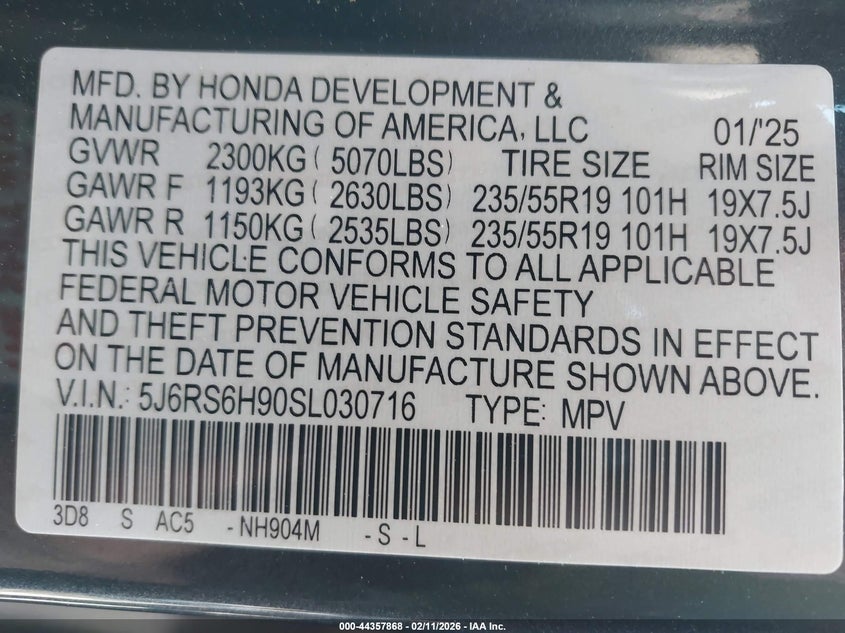 MFD. BY HONDA DEVELOPMENT &
MANUFACTURING OF AMERICA, LLC 01/'25
GVWR 2300KG ( 5070LBS) TIRE SIZE RIM SIZE
GAWR F 1193KG ( 2630LBS) 235/55R19 101H 19X7.5J
GAWR R 1150KG ( 2535LBS) 235/55R19 101H 19X7.5J
THIS VEHICLE CONFORMS TO ALL APPLICABLE
FEDERAL MOTOR VEHICLE SAFETY
AND THEFT PREVENTION STANDARDS IN EFFECT
ON THE DATE OF MANUFACTURE SHOWN ABOVE.
V.I.N.: 5J6RS6H90SL030716 TYPE: MPV
3D8 S AC5 -NH904M -S -L
000-44357868 - 02/11/2026 - IAA Inc.